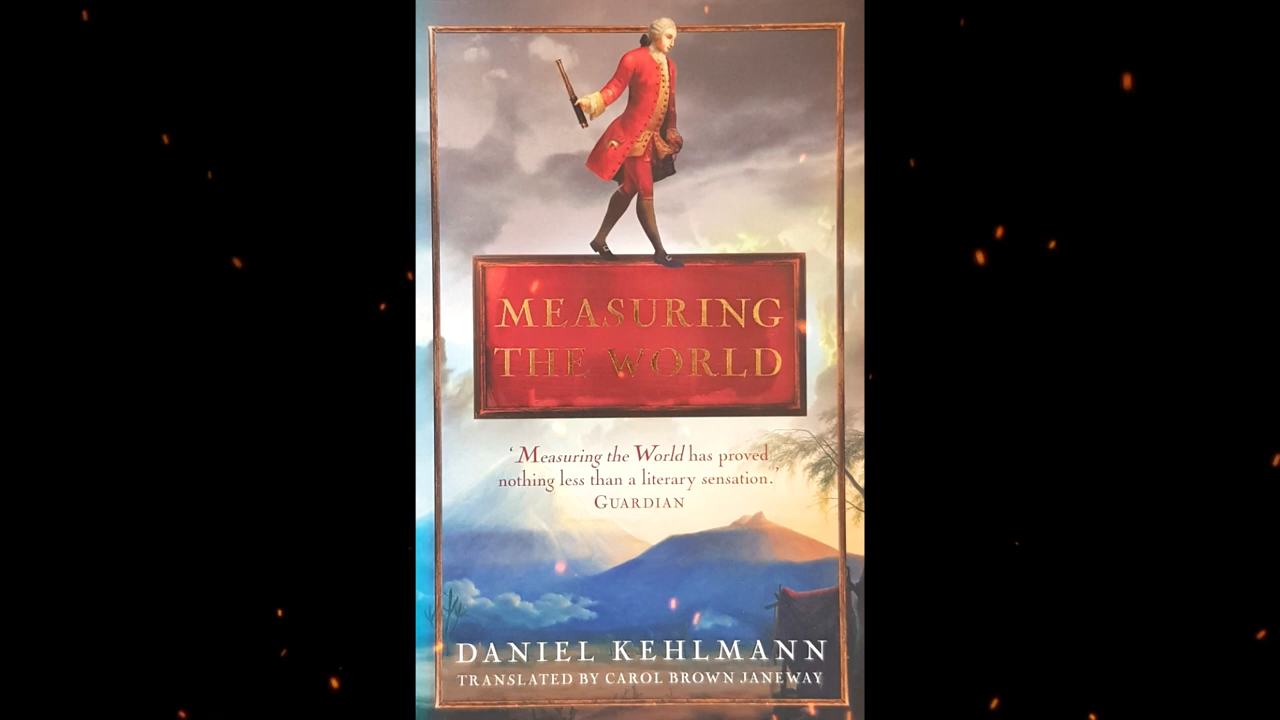 MEASURING
THE WORLD
‘Measuring the World has proved
nothing less than a literary sensation.’
GUARDIAN
DANIEL KEHLMANN
TRANSLATED BY CAROL BROWN JANEWAY